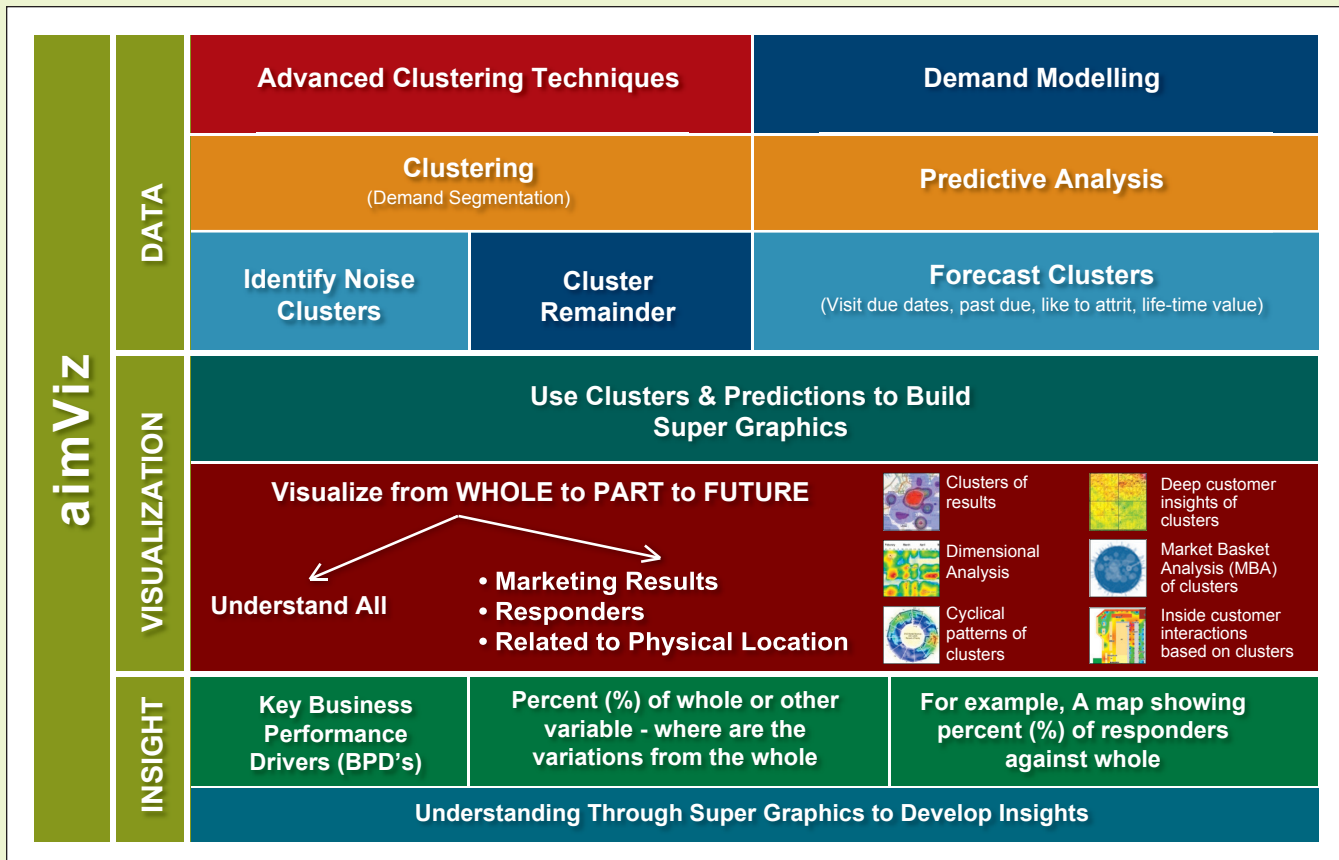 aimViz
DATA
Advanced Clustering Techniques
Demand Modelling
Clustering
(Demand Segmentation)
Predictive Analysis
Identify Noise
Clusters
Cluster
Remainder
Forecast Clusters
(Visit due dates, past due, like to attrit, life-time value)
VISUALIZATION
Use Clusters & Predictions to Build
Super Graphics
Visualize from WHOLE to PART to FUTURE
Understand All
• Marketing Results
• Responders
• Related to Physical Location
Clusters of
results
Dimensional
Analysis
Cyclical
patterns of
clusters
Deep customer
insights of
clusters
Market Basket
Analysis (MBA)
of clusters
Inside customer
interactions
based on clusters
INSIGHT
Key Business
Performance
Drivers (BPD's)
Percent (%) of whole or other
variable - where are the
variations from the whole
For example, A map showing
percent (%) of responders
against whole
Understanding Through Super Graphics to Develop Insights